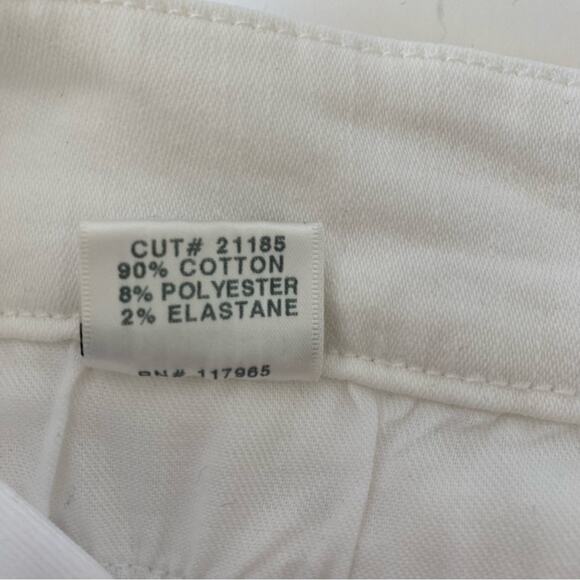 CUT# 21185
90% COTTON
8% POLYESTER
2% ELASTANE
RN# 117965